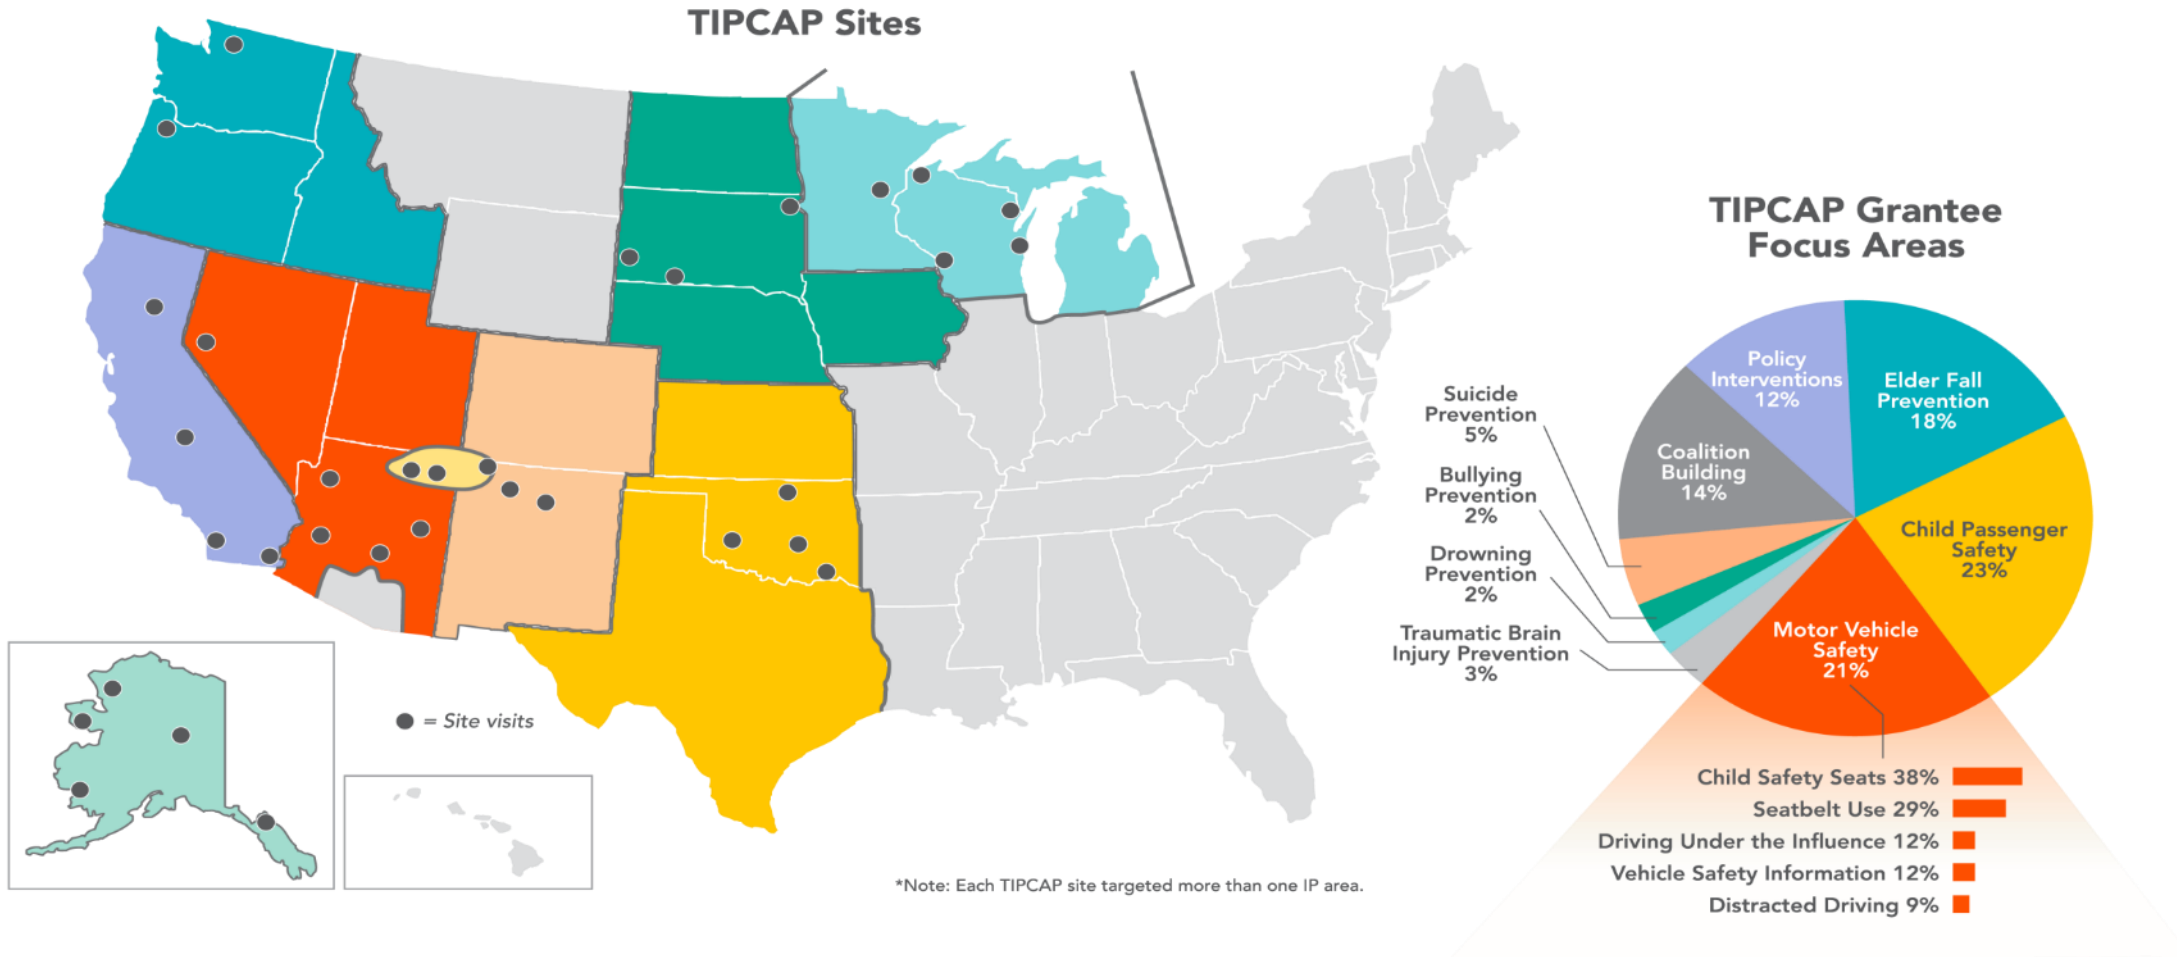 TIPCAP Sites
= Site visits
*Note: Each TIPCAP site targeted more than one IP area.
TIPCAP Grantee
Focus Areas
Policy
Interventions
12%
Elder Fall
Prevention
18%
Child Passenger
Safety
23%
Motor Vehicle
Safety
21%
Coalition
Building
14%
Suicide
Prevention
5%
Bullying
Prevention
2%
Drowning
Prevention
2%
Traumatic Brain
Injury Prevention
3%
Child Safety Seats 38%
Seatbelt Use 29%
Driving Under the Influence 12%
Vehicle Safety Information 12%
Distracted Driving 9%